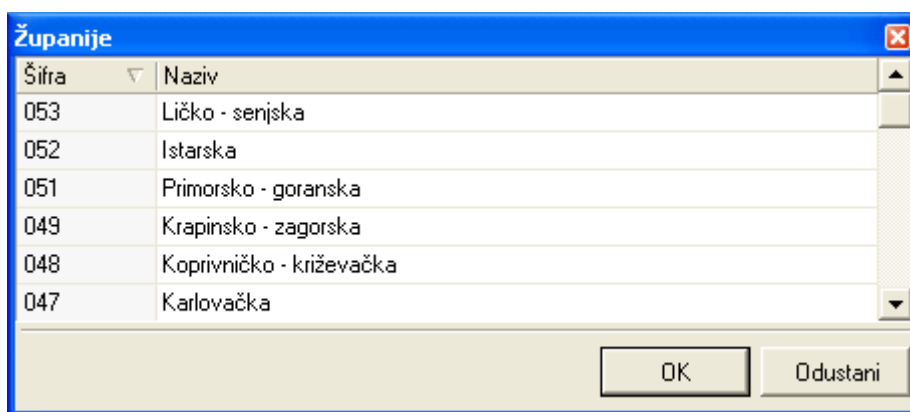 Županije
Šifra Naziv
053 Ličko - senjska
052 Istarska
051 Primorsko - goranska
049 Krapinsko - zagorska
048 Koprivničko - križevačka
047 Karlovačka
OK Odustani